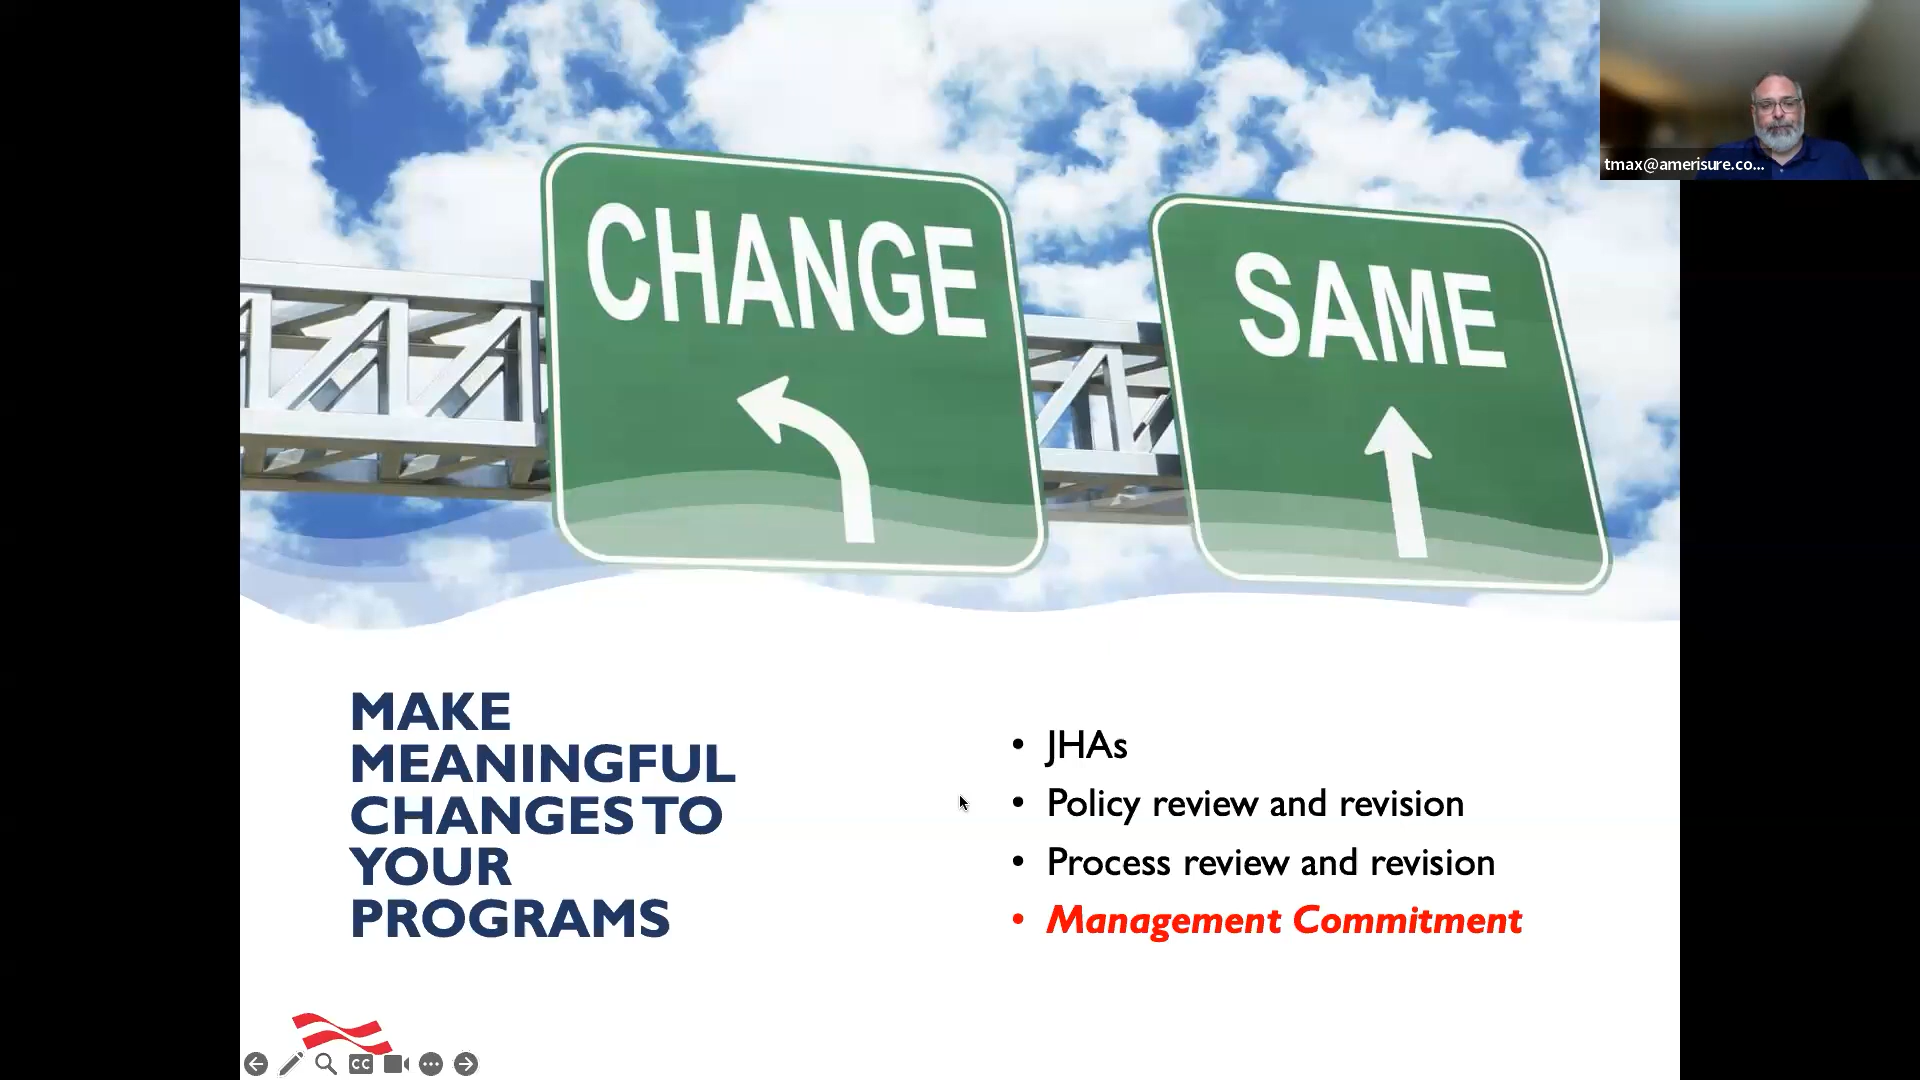 CHANGE
SAME
tmax@amerisure.co...
MAKE
MEANINGFUL
CHANGES TO
YOUR
PROGRAMS
• JHAs
• Policy review and revision
• Process review and revision
• Management Commitment
CC